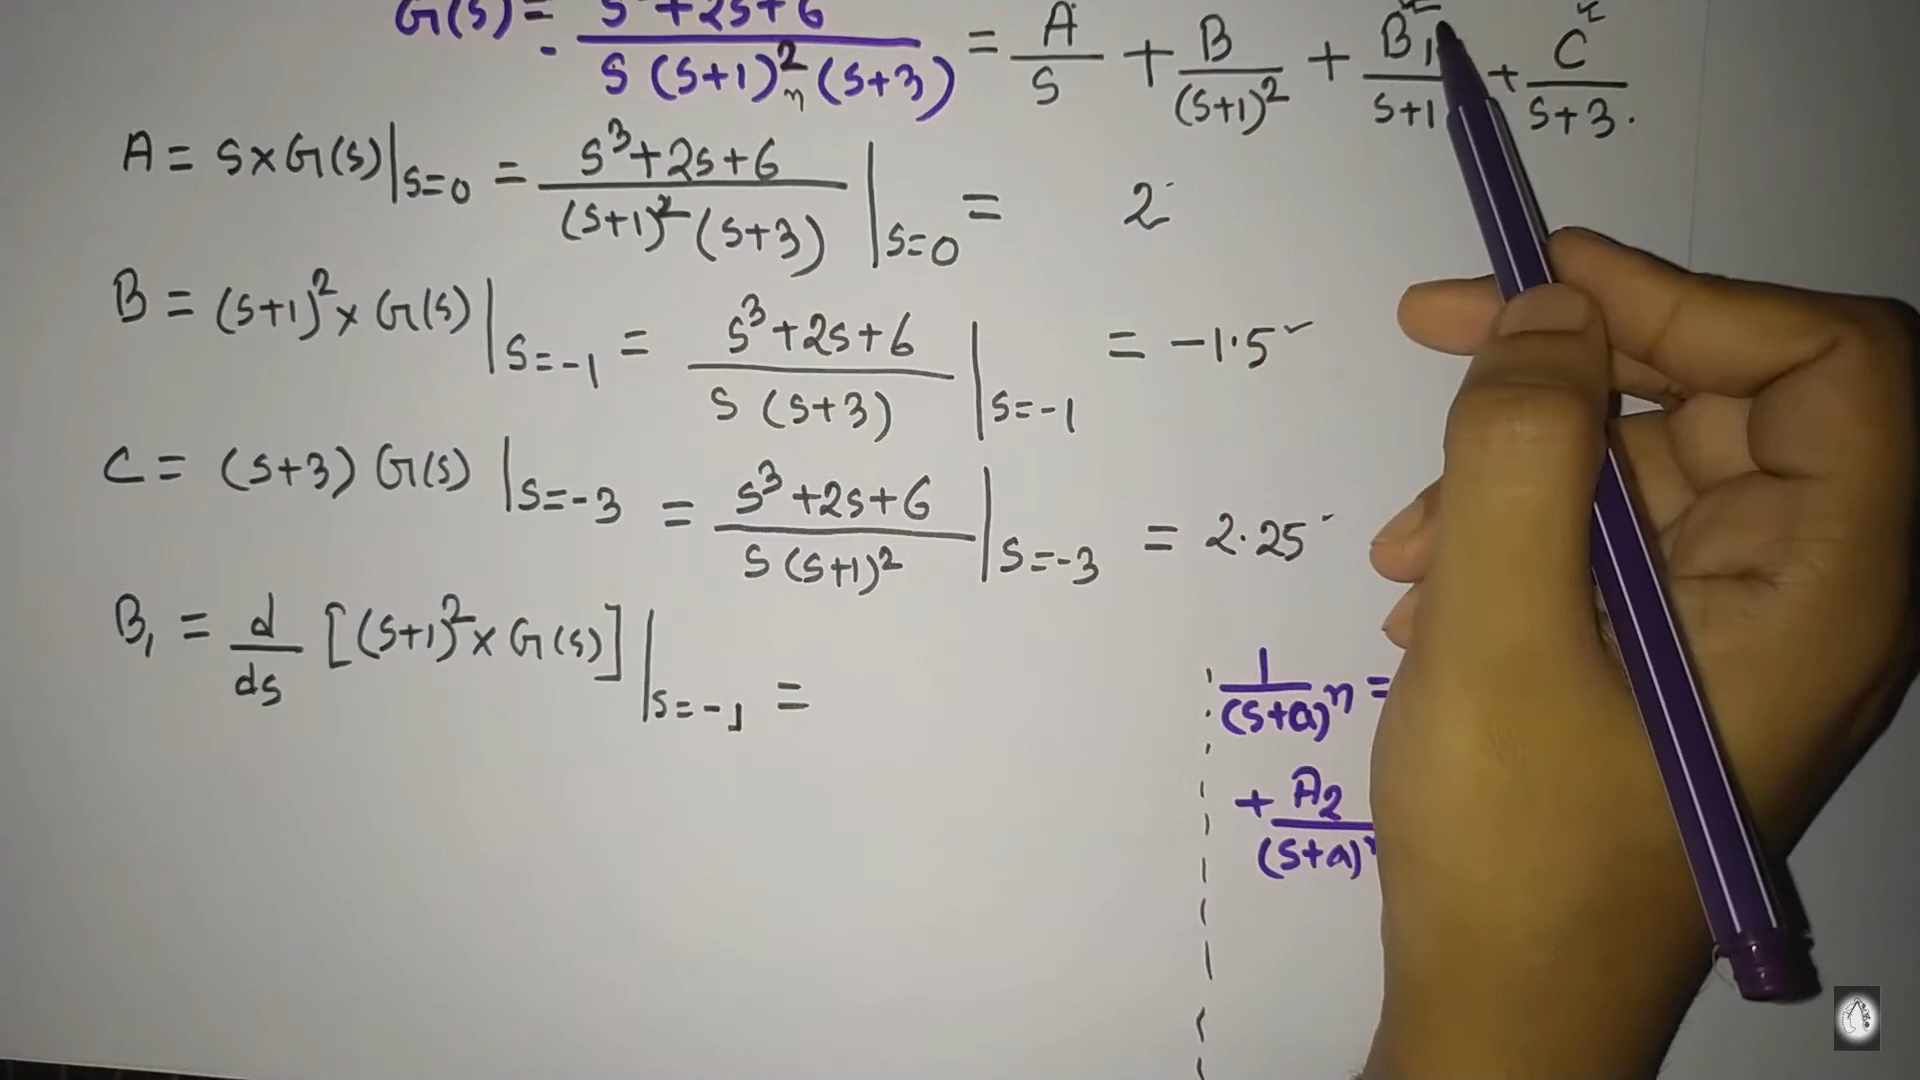 G(s) = s³+2s+6 / s(s+1)²(s+3) = A/s + B/(s+1)² + B₁/s+1 + C/s+3.
A = s×G(s)|s=0 = s³+2s+6 / (s+1)²(s+3) |s=0 = 2
B = (s+1)²× G(s)|s=-1 = s³+2s+6 / s(s+3) |s=-1 = -1.5
C = (s+3) G(s) |s=-3 = s³+2s+6 / s(s+1)² |s=-3 = 2.25
B₁ = d/ds [(s+1)²× G(s)] |s=-1 =
1/(s+a)ⁿ =
+ A₂/(s+a)